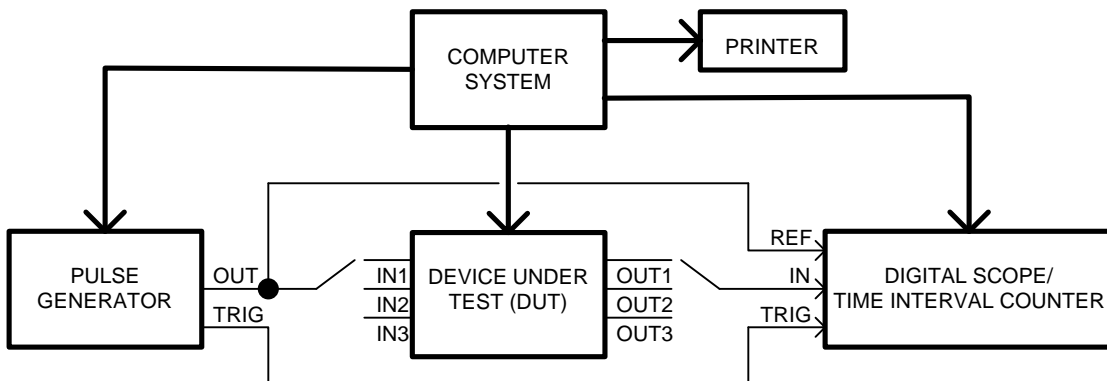 COMPUTER
SYSTEM
PRINTER
PULSE
GENERATOR
OUT
TRIG
IN1
IN2
IN3
DEVICE UNDER
TEST (DUT)
OUT1
OUT2
OUT3
REF
IN
TRIG
DIGITAL SCOPE/
TIME INTERVAL COUNTER